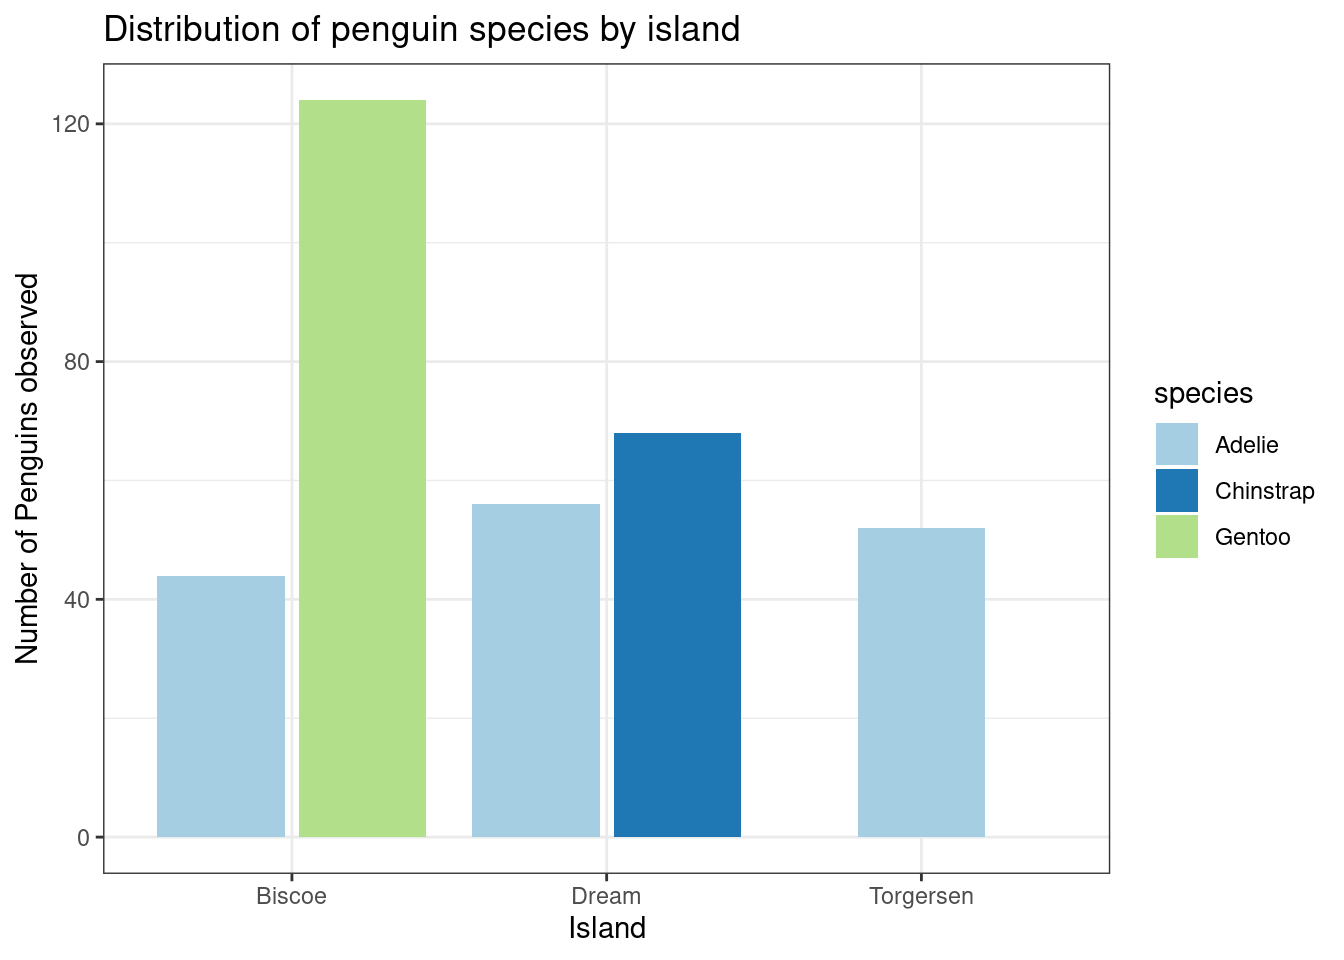 Distribution of penguin species by island
Number of Penguins observed
120
80
40
0
Biscoe
Dream
Torgersen
Island
species
Adelie
Chinstrap
Gentoo